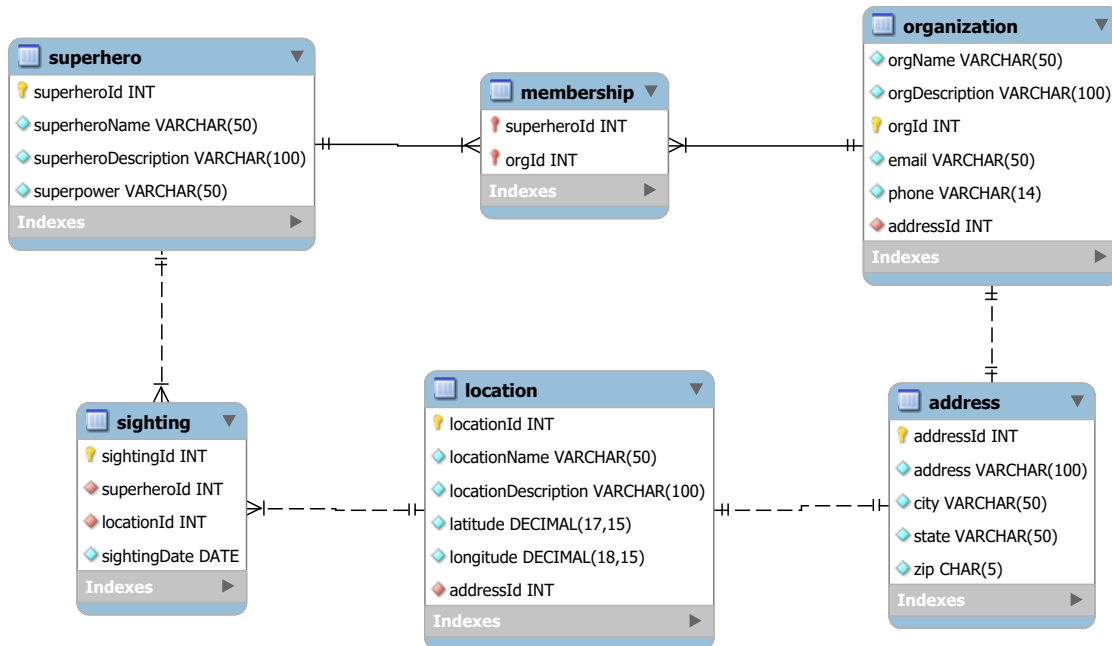 superhero
superheroId INT
superheroName VARCHAR(50)
superheroDescription VARCHAR(100)
superpower VARCHAR(50)
Indexes
membership
superheroId INT
orgId INT
Indexes
organization
orgName VARCHAR(50)
orgDescription VARCHAR(100)
orgId INT
email VARCHAR(50)
phone VARCHAR(14)
addressId INT
Indexes
sighting
sightingId INT
superheroId INT
locationId INT
sightingDate DATE
Indexes
location
locationId INT
locationName VARCHAR(50)
locationDescription VARCHAR(100)
latitude DECIMAL(17,15)
longitude DECIMAL(18,15)
addressId INT
Indexes
address
addressId INT
address VARCHAR(100)
city VARCHAR(50)
state VARCHAR(50)
zip CHAR(5)
Indexes